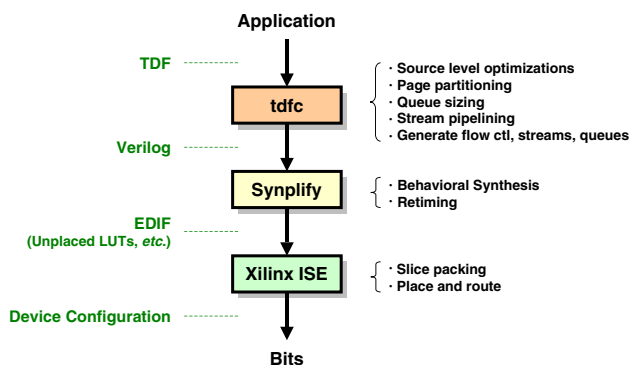 Application
TDF
tdfc
· Source level optimizations
· Page partitioning
· Queue sizing
· Stream pipelining
· Generate flow ctl, streams, queues
Verilog
Synplify
· Behavioral Synthesis
· Retiming
EDIF
(Unplaced LUTs, etc.)
Xilinx ISE
· Slice packing
· Place and route
Device Configuration
Bits